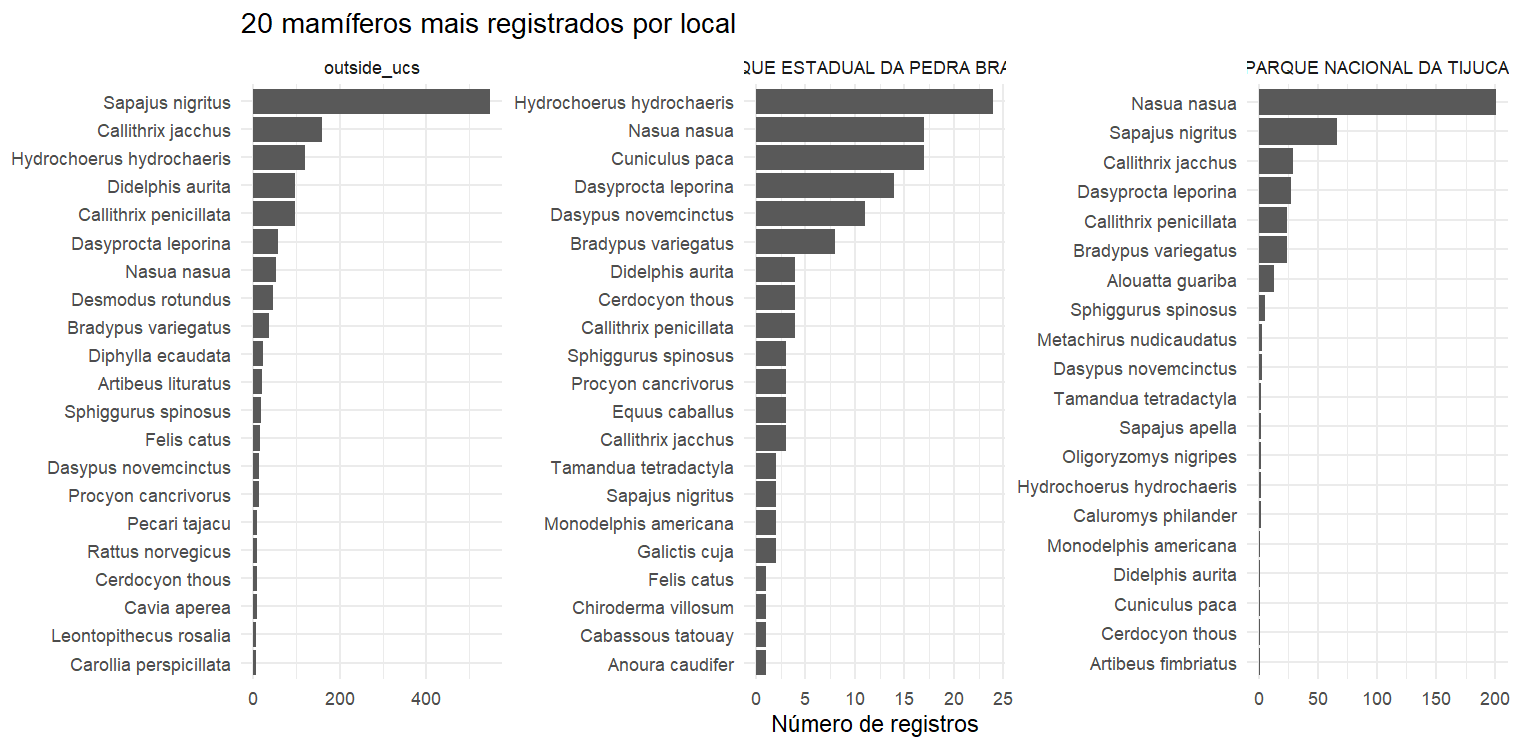 20 mamíferos mais registrados por local
outside_ucs
Sapajus nigritus
Callithrix jacchus
Hydrochoerus hydrochaeris
Didelphis aurita
Callithrix penicillata
Dasyprocta leporina
Nasua nasua
Desmodus rotundus
Bradypus variegatus
Diphylla ecaudata
Artibeus lituratus
Sphiggurus spinosus
Felis catus
Dasypus novemcinctus
Procyon cancrivorus
Pecari tajacu
Rattus norvegicus
Cerdocyon thous
Cavia aperea
Leontopithecus rosalia
Carollia perspicillata
0 200 400
QUE ESTADUAL DA PEDRA BRA
Hydrochoerus hydrochaeris
Nasua nasua
Cuniculus paca
Dasyprocta leporina
Dasypus novemcinctus
Bradypus variegatus
Didelphis aurita
Cerdocyon thous
Callithrix penicillata
Sphiggurus spinosus
Procyon cancrivorus
Equus caballus
Callithrix jacchus
Tamandua tetradactyla
Sapajus nigritus
Monodelphis americana
Galictis cuja
Felis catus
Chiroderma villosum
Cabassous tatouay
Anoura caudifer
0 5 10 15 20 25
PARQUE NACIONAL DA TIJUCA
Nasua nasua
Sapajus nigritus
Callithrix jacchus
Dasyprocta leporina
Callithrix penicillata
Bradypus variegatus
Alouatta guariba
Sphiggurus spinosus
Metachirus nudicaudatus
Dasypus novemcinctus
Tamandua tetradactyla
Sapajus apella
Oligoryzomys nigripes
Hydrochoerus hydrochaeris
Caluromys philander
Monodelphis americana
Didelphis aurita
Cuniculus paca
Cerdocyon thous
Artibeus fimbriatus
0 50 100 150 200
Número de registros